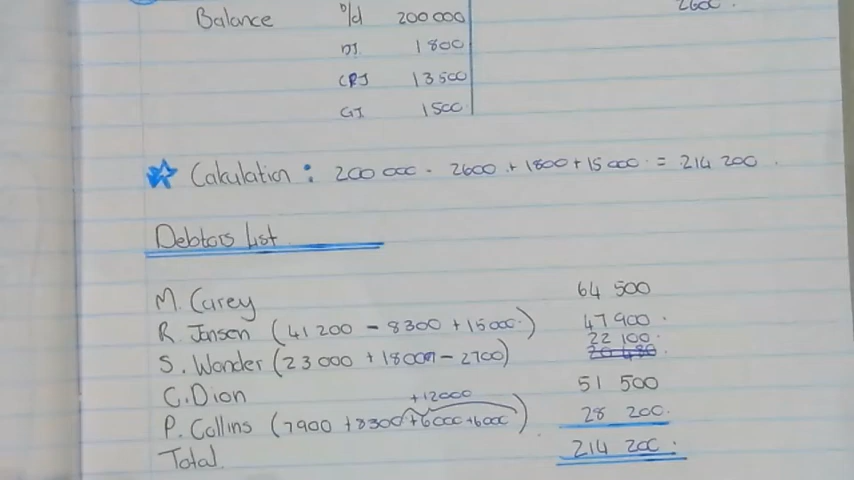 2600.
Balance b/d 200 000
DJ 1 800
CRJ 13 500
GJ 1 500
Calculation : 200 000 - 2600 + 1800 + 15 000 = 214 200.
Debtors List
M. Carey 64 500
R. Jansen (41 200 - 8300 + 15000) 47 900
S. Wonder (23 000 + 1800 - 2700) 22 100
C. Dion 51 500
+12000
P. Collins (7900 + 8300 + 6000 + 6000) 28 200
Total 214 200